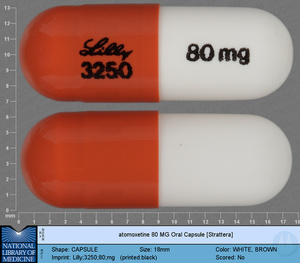 Lilly
3250
80 mg
mm
atomoxetine 80 MG Oral Capsule [Strattera]
NATIONAL
LIBRARY OF
MEDICINE
Shape: CAPSULE Size: 18mm Color: WHITE, BROWN
Imprint: Lilly;3250;80;mg (printed:black) Scored: No